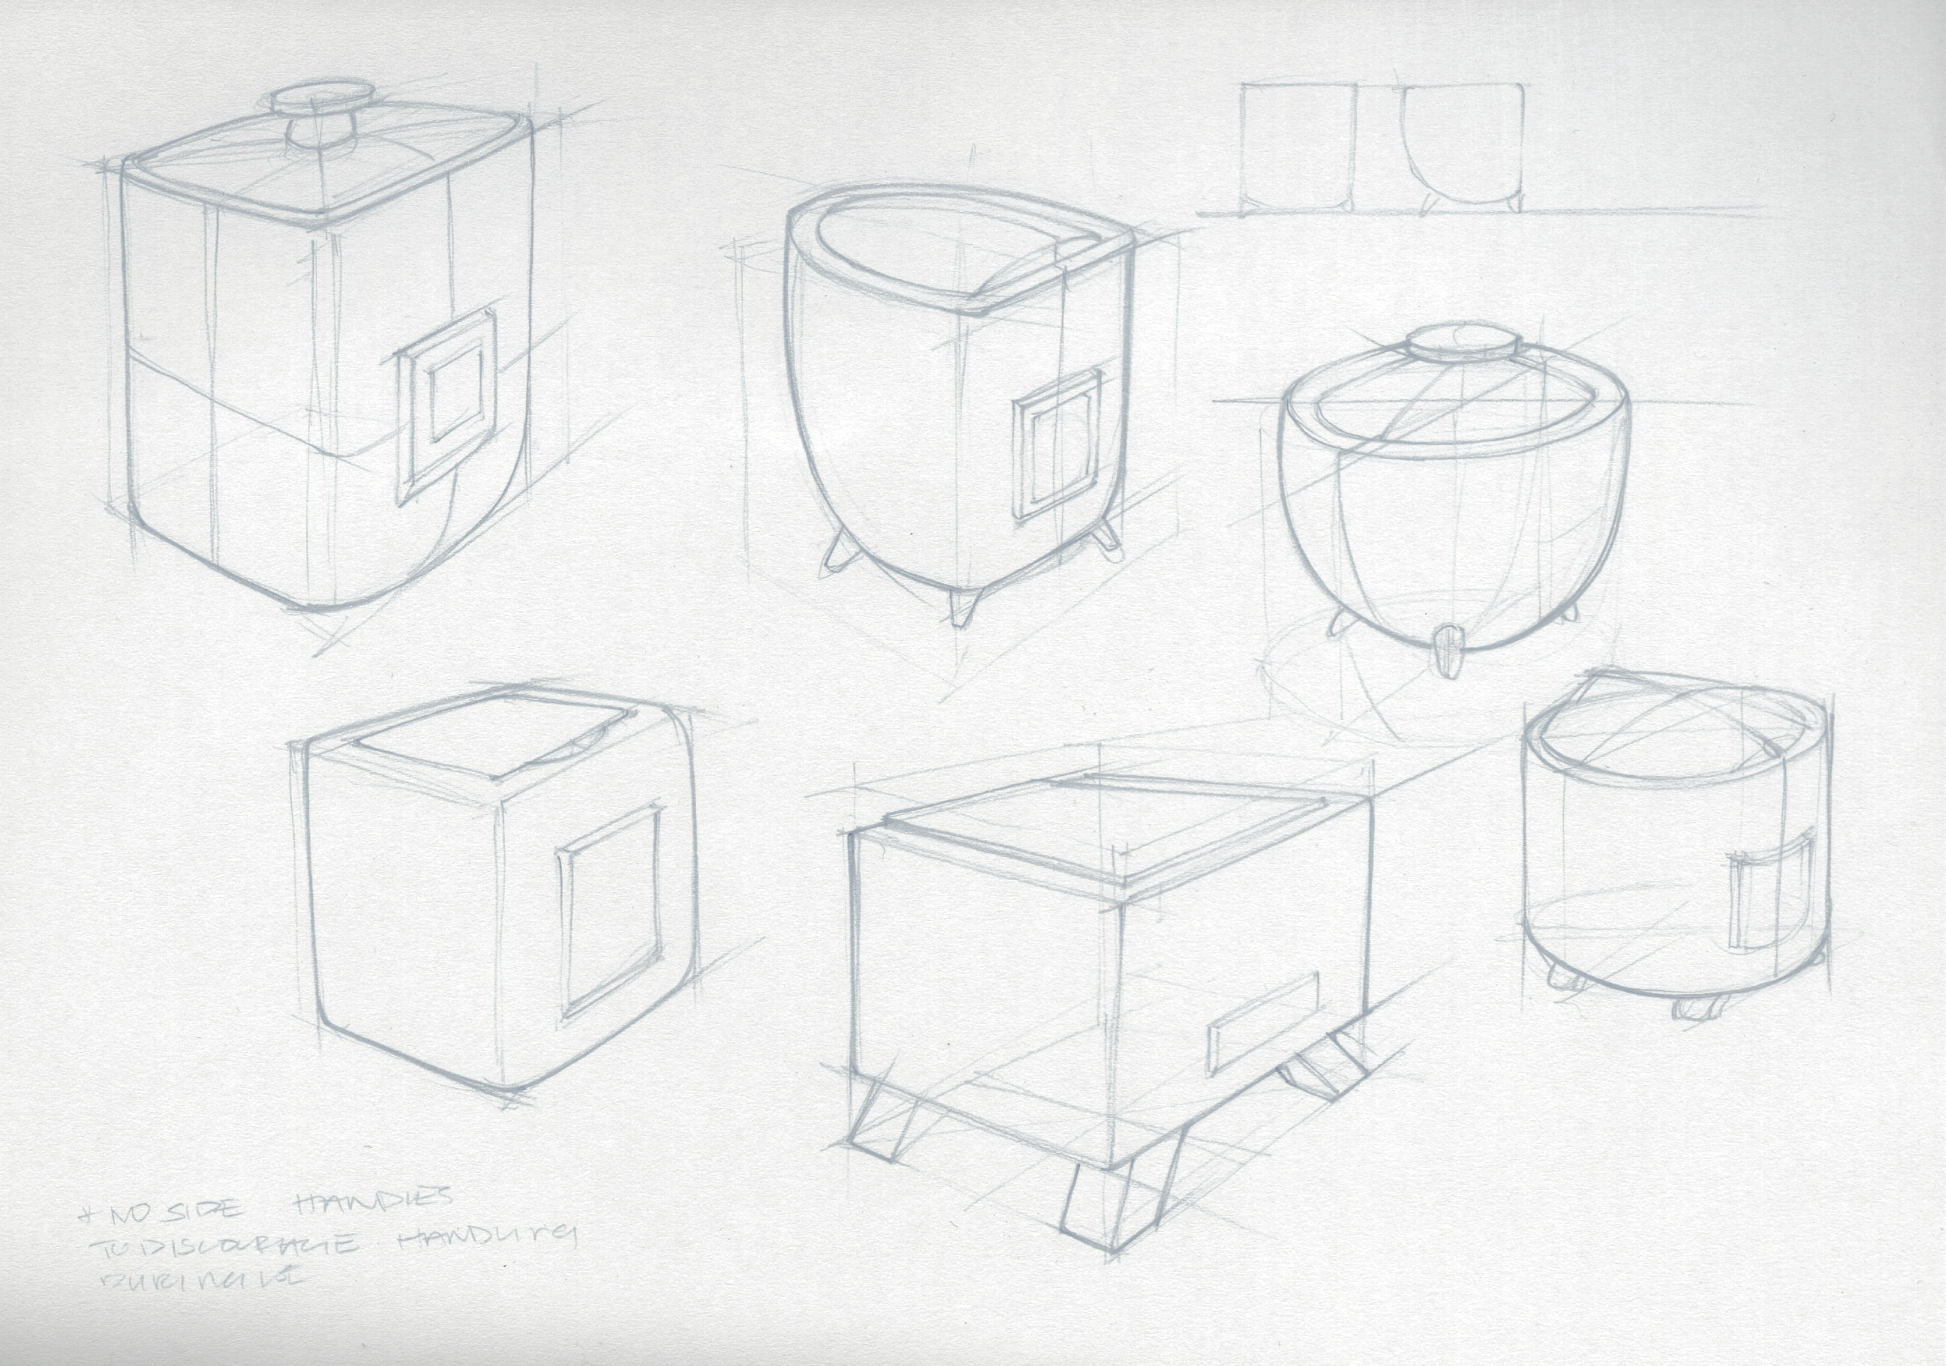 * NO SIDE HANDLES
TO DISCOURAGE HANDLING
DURING USE